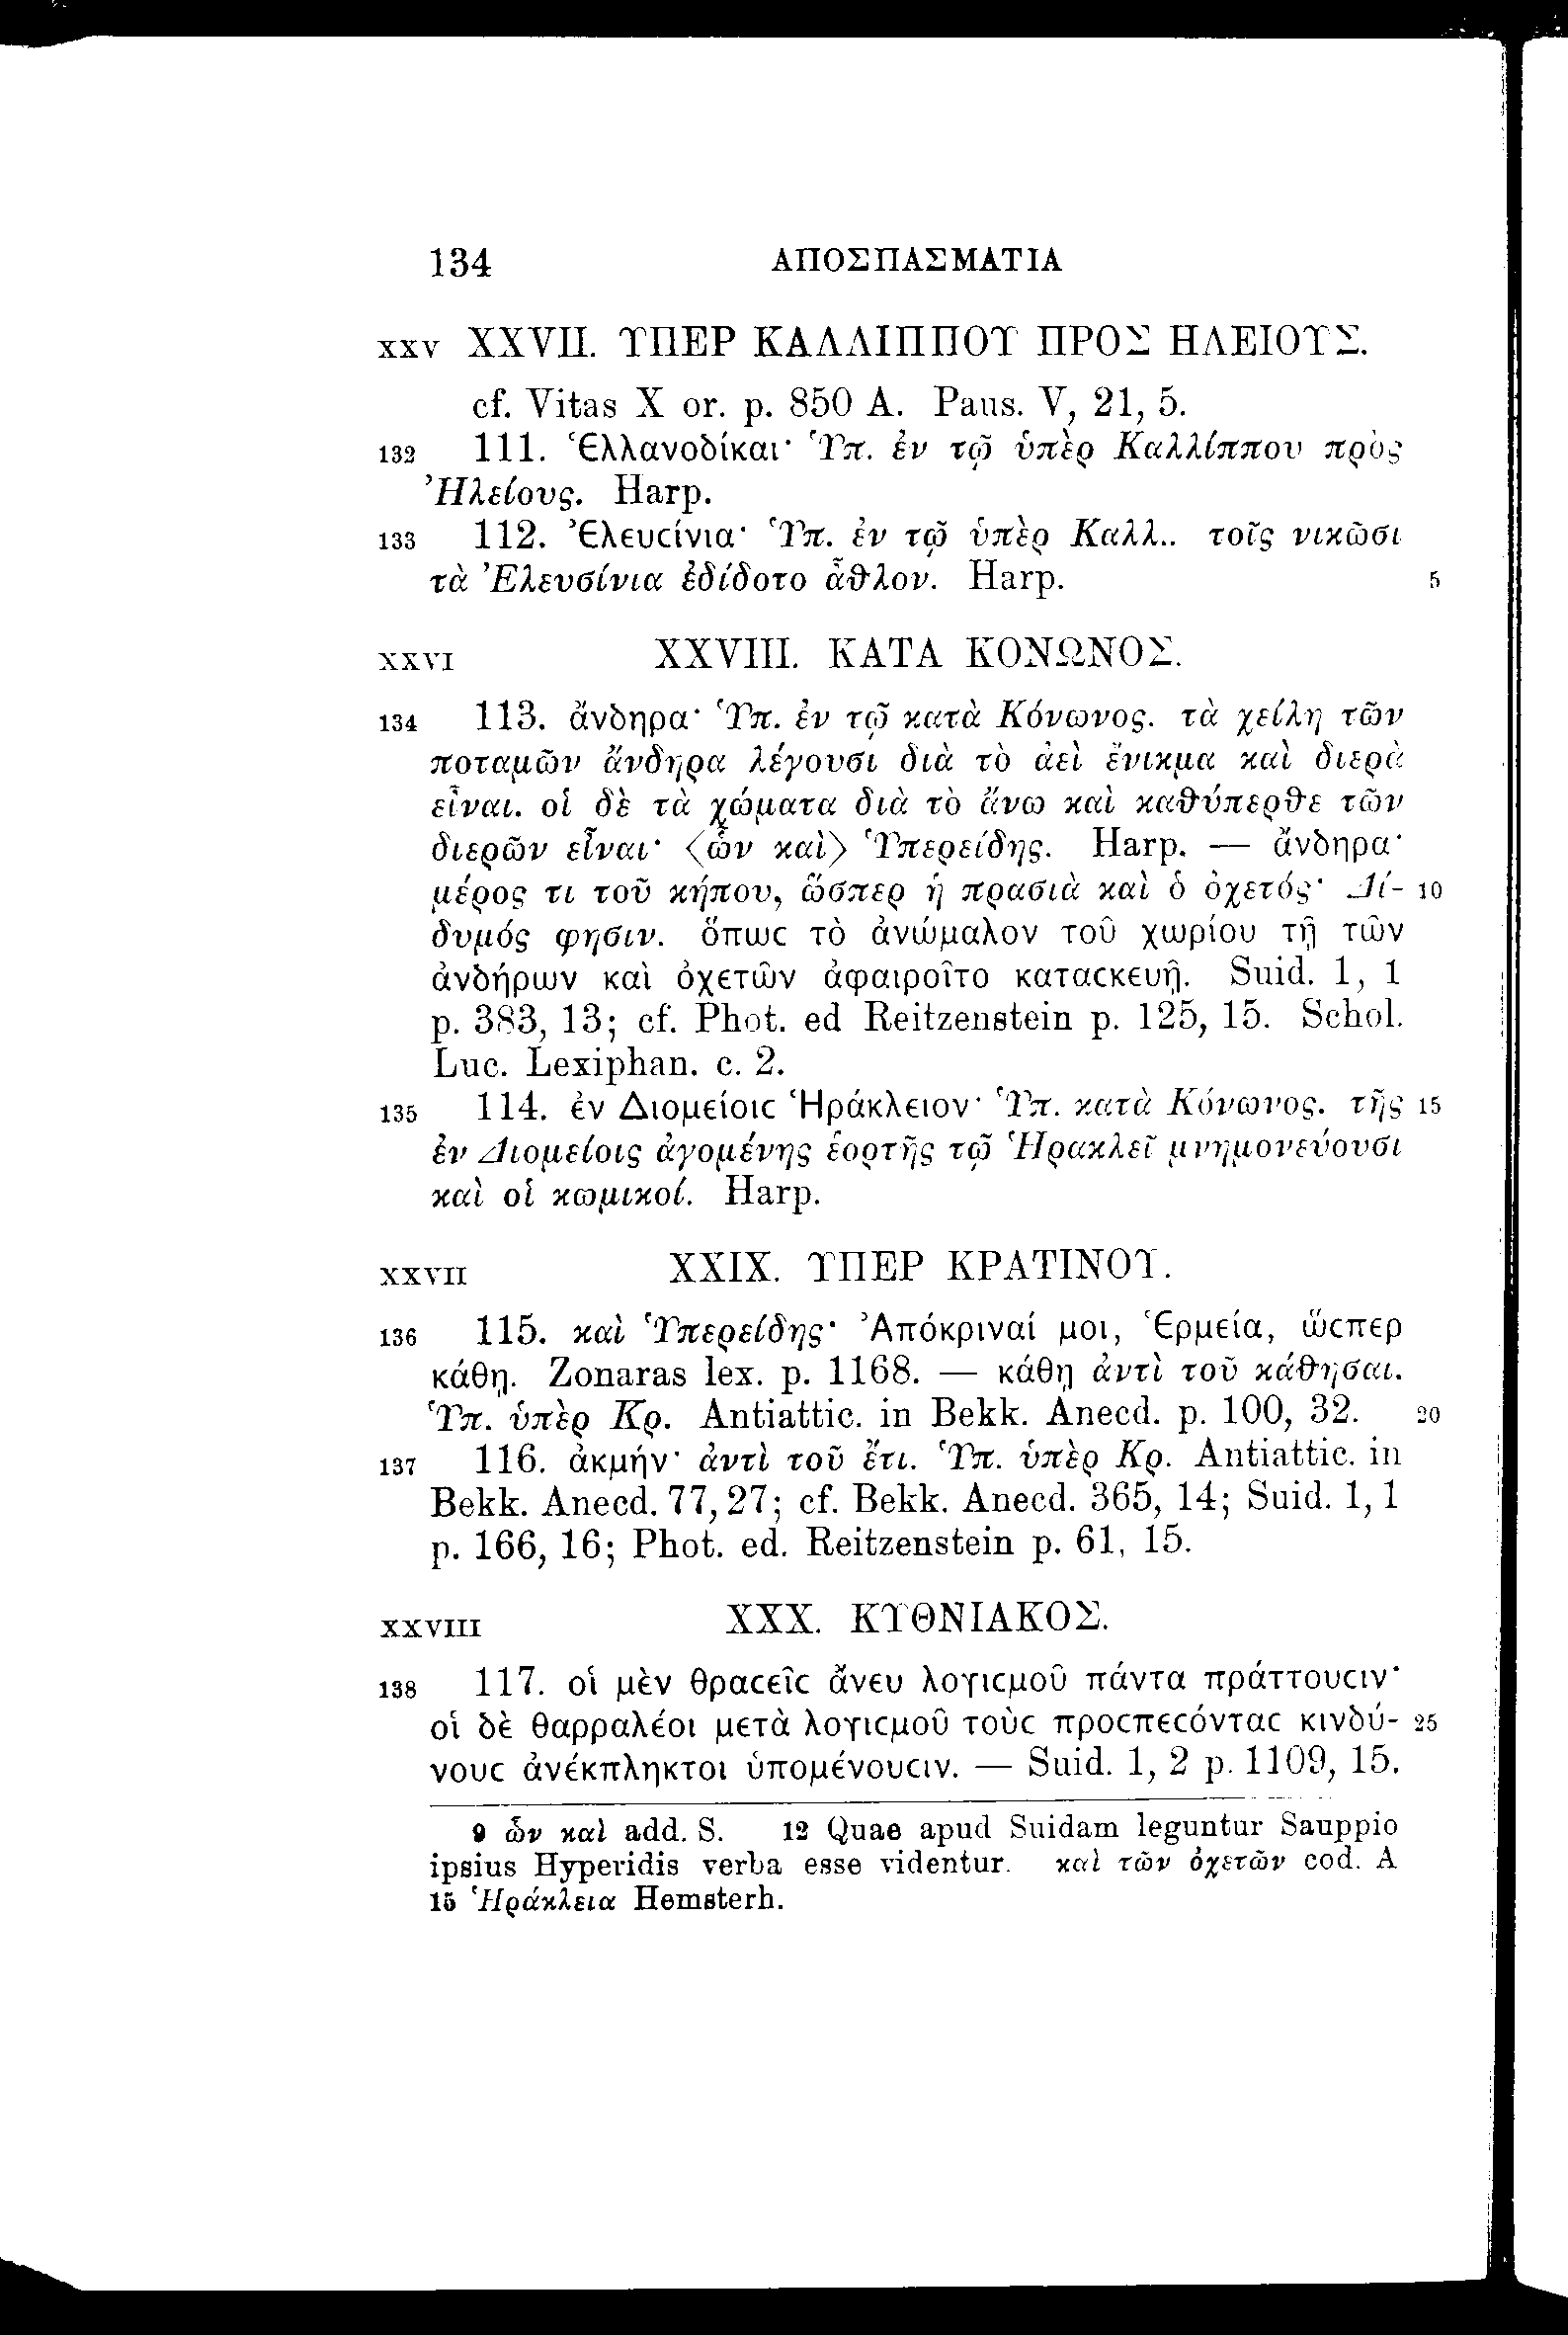 134 ΑΠΟΣΠΑΣΜΑΤΙΑ
XXV XXVII. ΥΠΕΡ ΚΑΛΛΙΠΠΟΥ ΠΡΟΣ ΗΛΕΙΟΥΣ.
cf. Vitas X or. p. 850 A. Paus. V, 21, 5.
132 111. Ἑλλανοδίκαι· Ὑπ. ἐν τῷ ὑπὲρ Καλλίππου πρὸς
Ἠλείους. Harp.
133 112. Ἐλευϲίνια· Ὑπ. ἐν τῷ ὑπὲρ Καλλ.. τοῖς νικῶσι
τὰ Ἐλευσίνια ἐδίδοτο ἆθλον. Harp. 5
XXVI XXVIII. ΚΑΤΑ ΚΟΝΩΝΟΣ.
134 113. ἄνδηρα· Ὑπ. ἐν τῷ κατὰ Κόνωνος. τὰ χείλη τῶν
ποταμῶν ἄνδηρα λέγουσι διὰ τὸ ἀεὶ ἔνικμα καὶ διερὰ
εἶναι. οἱ δὲ τὰ χώματα διὰ τὸ ἄνω καὶ καθύπερθε τῶν
διερῶν εἶναι· ⟨ὧν καὶ⟩ Ὑπερείδης. Harp. — ἄνδηρα·
μέρος τι τοῦ κήπου, ὥσπερ ἡ πρασιὰ καὶ ὁ ὀχετός· Δί- 10
δυμός φησιν. ὅπωϲ τὸ ἀνώμαλον τοῦ χωρίου τῇ τῶν
ἀνδήρων καὶ ὀχετῶν ἀφαιροῖτο καταϲκευῇ. Suid. 1, 1
p. 383, 13; cf. Phot. ed Reitzenstein p. 125, 15. Schol.
Luc. Lexiphan. c. 2.
135 114. ἐν Διομείοιϲ Ἡράκλειον· Ὑπ. κατὰ Κόνωνος. τῆς 15
ἐν Διομείοις ἀγομένης ἑορτῆς τῷ Ἡρακλεῖ μνημονεύουσι
καὶ οἱ κωμικοί. Harp.
XXVII XXIX. ΥΠΕΡ ΚΡΑΤΙΝΟΥ.
136 115. καὶ Ὑπερείδης· Ἀπόκριναί μοι, Ἑρμεία, ὥϲπερ
κάθῃ. Zonaras lex. p. 1168. — κάθῃ ἀντὶ τοῦ κάθησαι.
Ὑπ. ὑπὲρ Κρ. Antiattic. in Bekk. Anecd. p. 100, 32. 20
137 116. ἀκμήν· ἀντὶ τοῦ ἔτι. Ὑπ. ὑπὲρ Κρ. Antiattic. in
Bekk. Anecd. 77, 27; cf. Bekk. Anecd. 365, 14; Suid. 1, 1
p. 166, 16; Phot. ed. Reitzenstein p. 61, 15.
XXVIII XXX. ΚΥΘΝΙΑΚΟΣ.
138 117. οἱ μὲν θραϲεῖϲ ἄνευ λογιϲμοῦ πάντα πράττουϲιν·
οἱ δὲ θαρραλέοι μετὰ λογιϲμοῦ τοὺϲ προϲπεϲόνταϲ κινδύ- 25
νουϲ ἀνέκπληκτοι ὑπομένουϲιν. — Suid. 1, 2 p. 1109, 15.
9 ὧν καὶ add. S. 12 Quae apud Suidam leguntur Sauppio
ipsius Hyperidis verba esse videntur. καὶ τῶν ὀχετῶν cod. A
15 Ἡράκλεια Hemsterh.